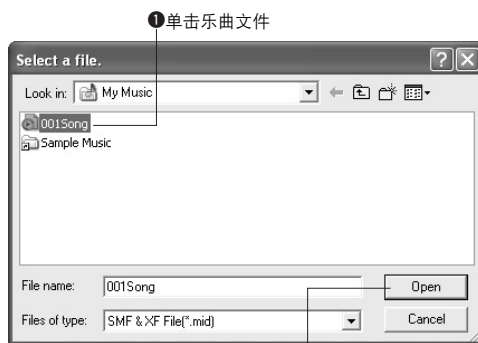 ❶单击乐曲文件
Select a file.
Look in: My Music
001Song
Sample Music
File name: 001Song Open
Files of type: SMF & XF File(*.mid) Cancel